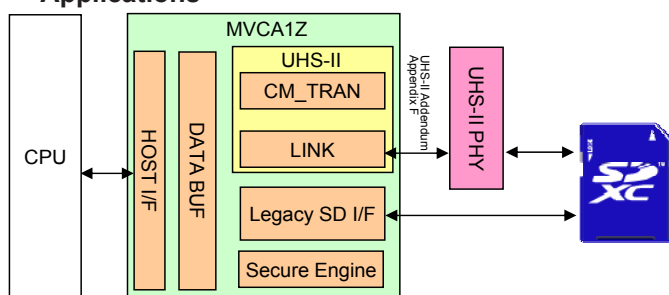 Applications
MVCA1Z
UHS-II
CM_TRAN
LINK
CPU
HOST I/F
DATA BUF
Legacy SD I/F
Secure Engine
UHS-II Addendum
Appendix F
UHS-II PHY
SD
XC
™